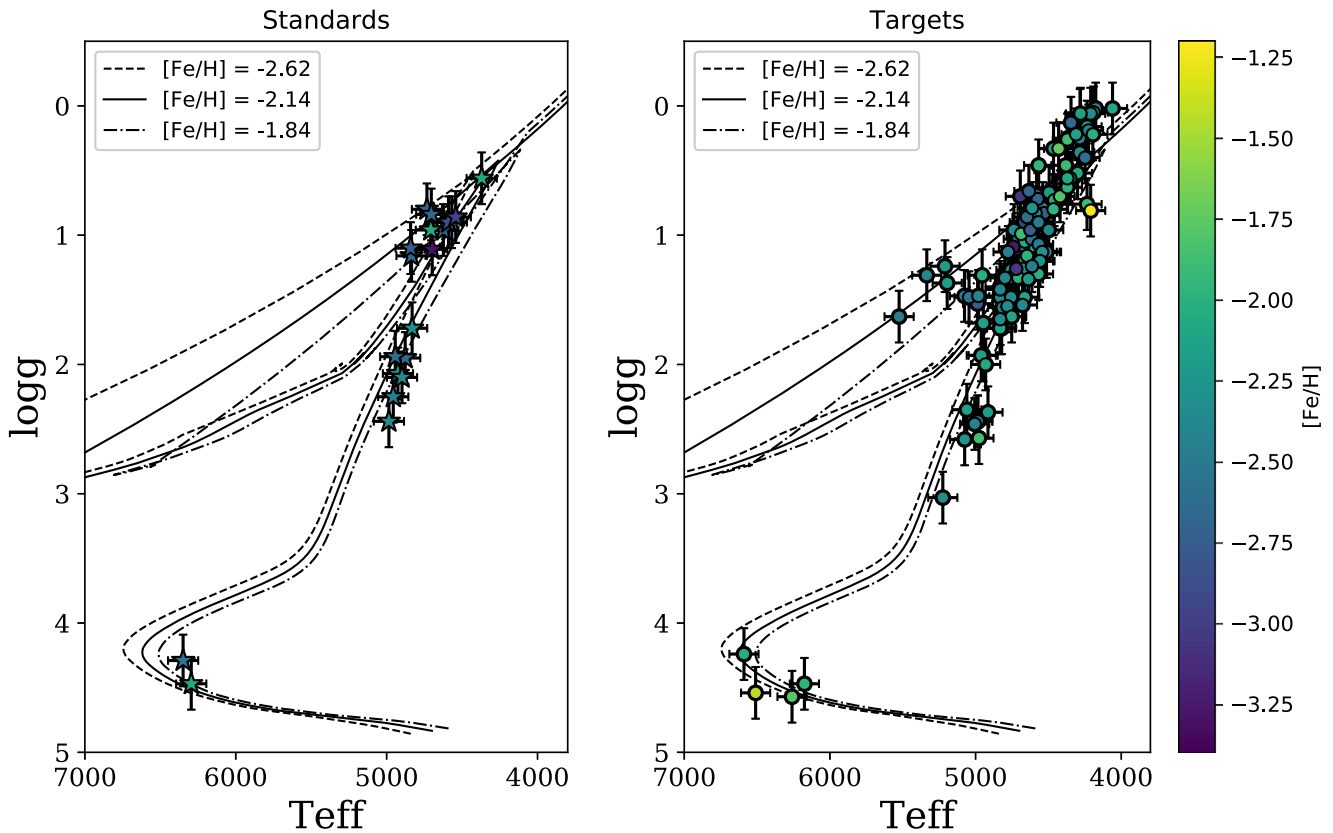 Standards
[Fe/H] = -2.62
[Fe/H] = -2.14
[Fe/H] = -1.84
0
1
2
3
4
5
logg
7000 6000 5000 4000
Teff
Targets
[Fe/H] = -2.62
[Fe/H] = -2.14
[Fe/H] = -1.84
0
1
2
3
4
5
logg
7000 6000 5000 4000
Teff
−1.25
−1.50
−1.75
−2.00
−2.25
−2.50
−2.75
−3.00
−3.25
[Fe/H]